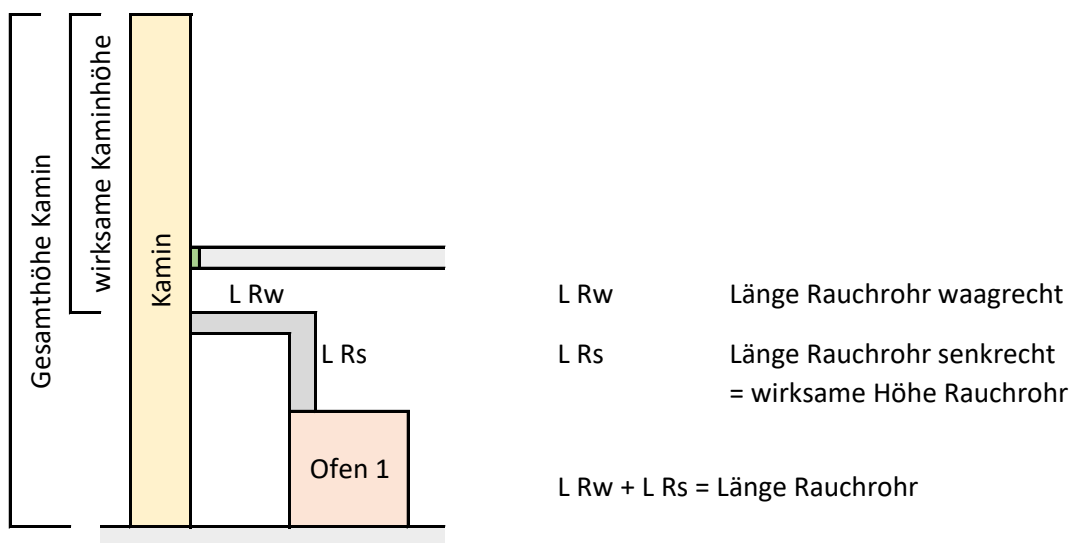 Gesamthöhe Kamin
wirksame Kaminhöhe
Kamin
L Rw
L Rs
Ofen 1
L Rw Länge Rauchrohr waagrecht
L Rs Länge Rauchrohr senkrecht
= wirksame Höhe Rauchrohr
L Rw + L Rs = Länge Rauchrohr